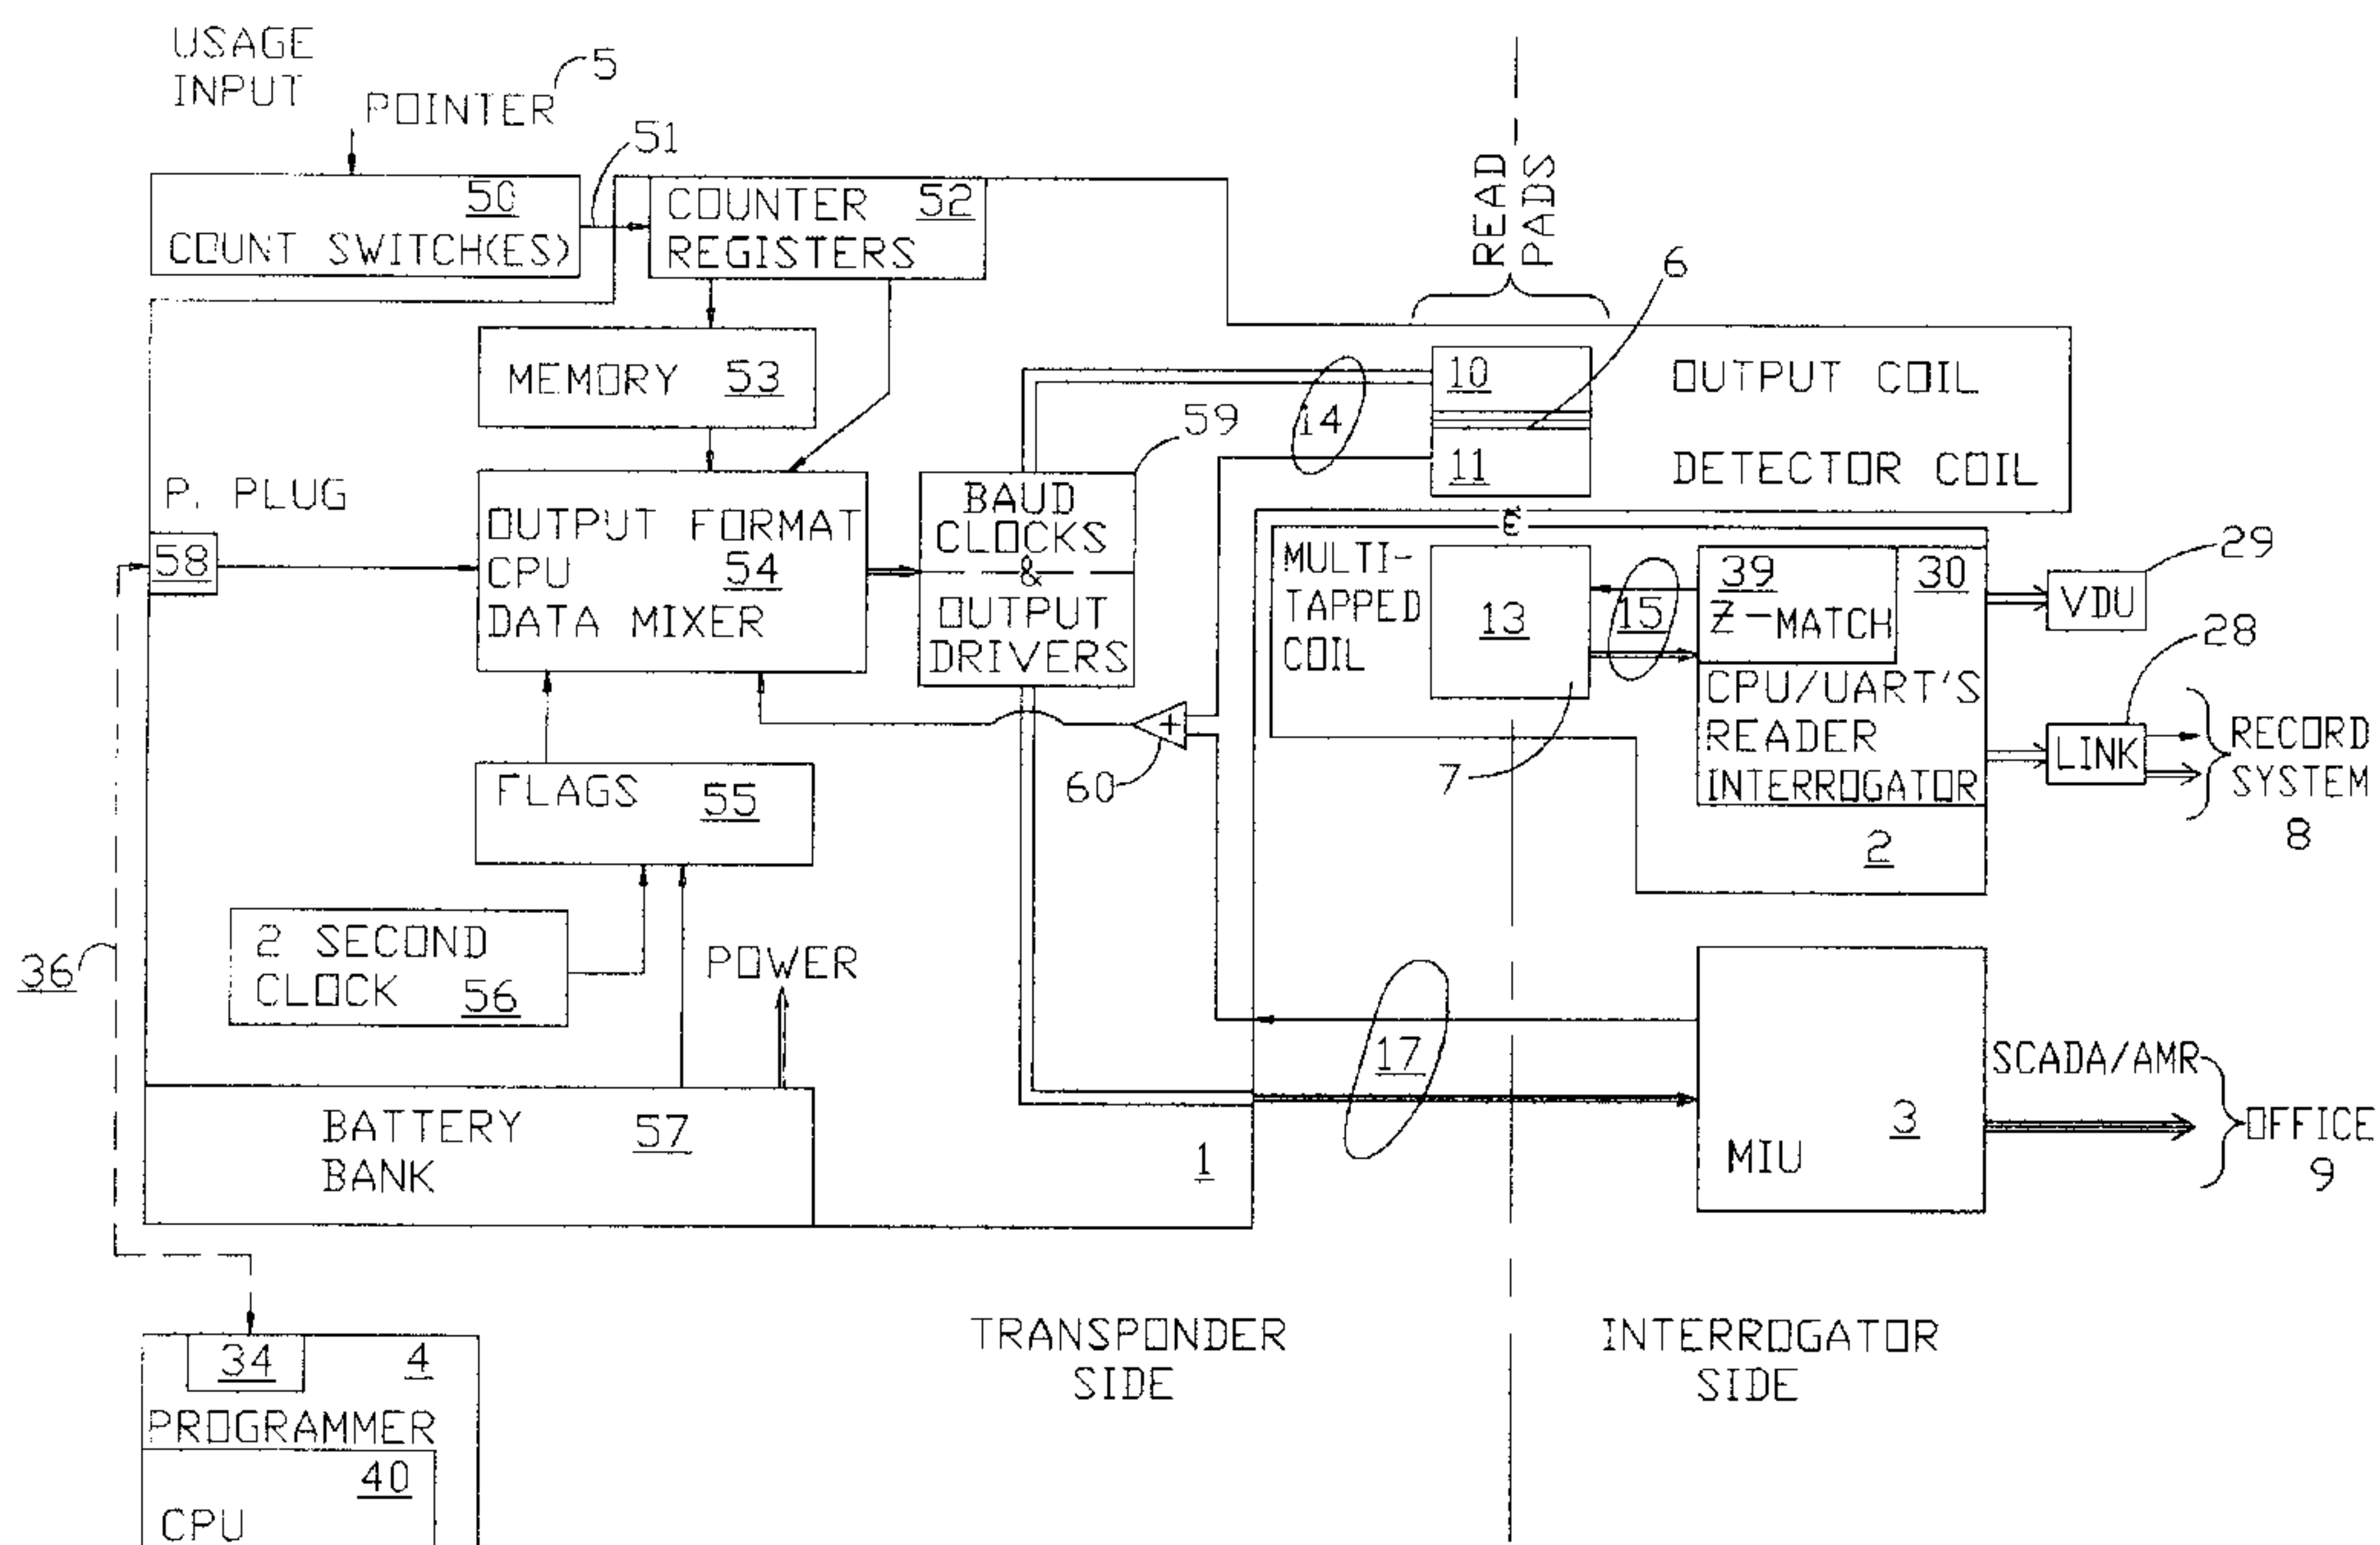 USAGE
INPUT
POINTER
5
51
50
COUNT SWITCH(ES)
COUNTER 52
REGISTERS
READ
PADS
6
MEMORY 53
10
OUTPUT COIL
14
59
11
DETECTOR COIL
P. PLUG
58
OUTPUT FORMAT
CPU 54
DATA MIXER
BAUD
CLOCKS
&
OUTPUT
DRIVERS
ε
MULTI-
TAPPED
COIL
13
15
39 30
Z-MATCH
CPU/UART'S
READER
INTERROGATOR
2
7
29
VDU
28
LINK
RECORD
SYSTEM
8
60
FLAGS
55
2 SECOND
CLOCK 56
36
POWER
BATTERY 57
BANK
1
17
3
MIU
SCADA/AMR
OFFICE
9
TRANSPONDER
SIDE
INTERROGATOR
SIDE
34 4
PROGRAMMER
40
CPU